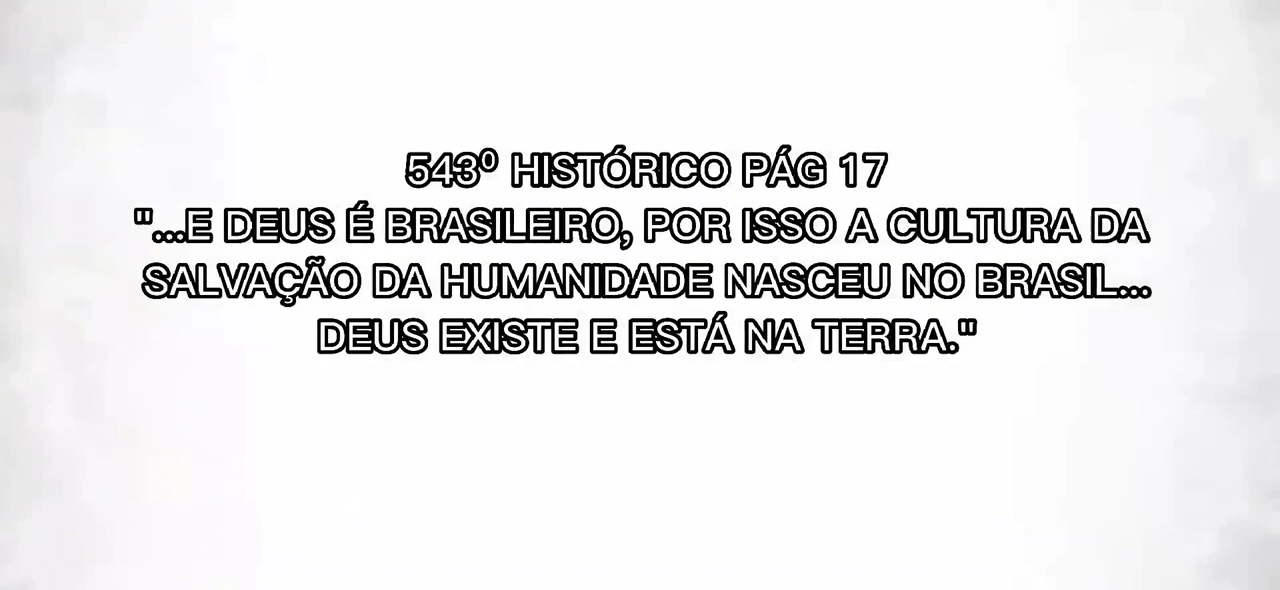 543º HISTÓRICO PÁG 17
"...E DEUS É BRASILEIRO, POR ISSO A CULTURA DA
SALVAÇÃO DA HUMANIDADE NASCEU NO BRASIL...
DEUS EXISTE E ESTÁ NA TERRA."